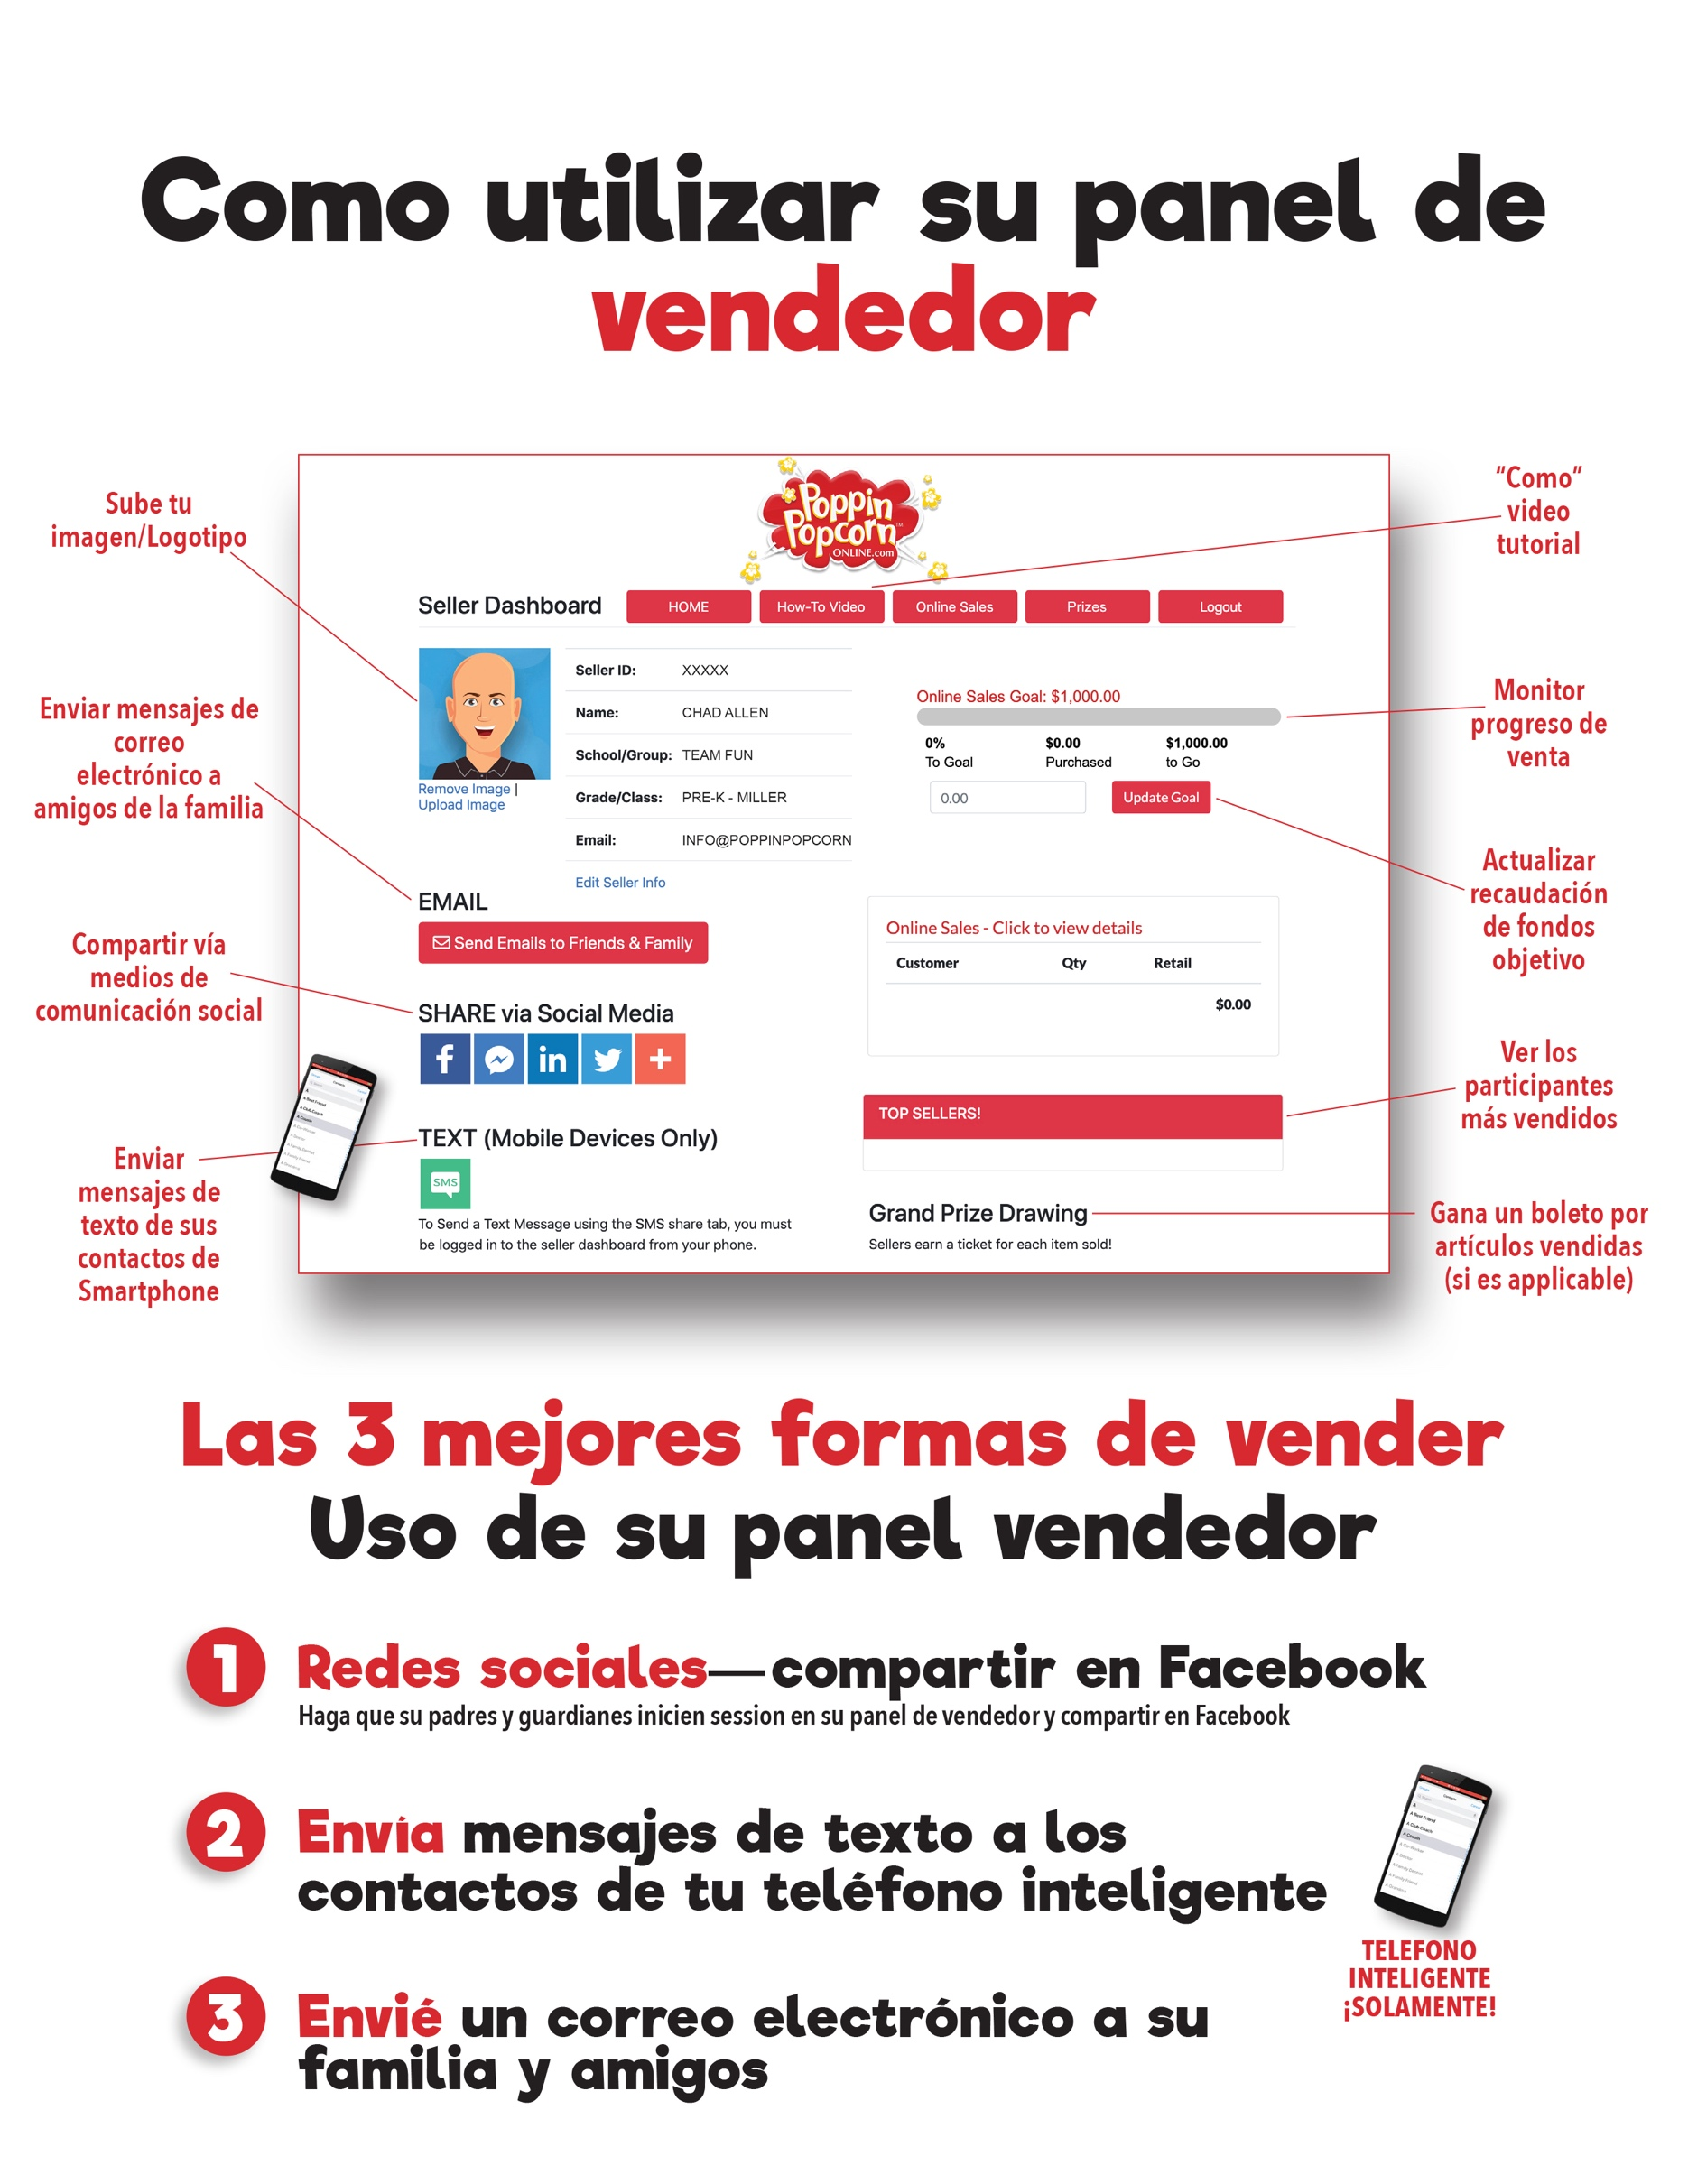 Como utilizar su panel de
vendedor
Sube tu
imagen/Logotipo
Enviar mensajes de
correo
electrónico a
amigos de la familia
Compartir vía
medios de
comunicación social
Enviar
mensajes de
texto de sus
contactos de
Smartphone
Poppin
Popcorn™
ONLINE.com
Seller Dashboard
HOME
How-To Video
Online Sales
Prizes
Logout
Remove Image |
Upload Image
Seller ID: XXXXX
Name: CHAD ALLEN
School/Group: TEAM FUN
Grade/Class: PRE-K - MILLER
Email: INFO@POPPINPOPCORN
Edit Seller Info
EMAIL
Send Emails to Friends & Family
SHARE via Social Media
TEXT (Mobile Devices Only)
SMS
To Send a Text Message using the SMS share tab, you must
be logged in to the seller dashboard from your phone.
Online Sales Goal: $1,000.00
0% $0.00 $1,000.00
To Goal Purchased to Go
0.00 Update Goal
Online Sales - Click to view details
Customer Qty Retail
$0.00
TOP SELLERS!
Grand Prize Drawing
Sellers earn a ticket for each item sold!
“Como”
video
tutorial
Monitor
progreso de
venta
Actualizar
recaudación
de fondos
objetivo
Ver los
participantes
más vendidos
Gana un boleto por
artículos vendidas
(si es applicable)
Las 3 mejores formas de vender
Uso de su panel vendedor
1 Redes sociales—compartir en Facebook
Haga que su padres y guardianes inicien session en su panel de vendedor y compartir en Facebook
2 Envía mensajes de texto a los
contactos de tu teléfono inteligente
TELEFONO
INTELIGENTE
¡SOLAMENTE!
3 Envié un correo electrónico a su
familia y amigos